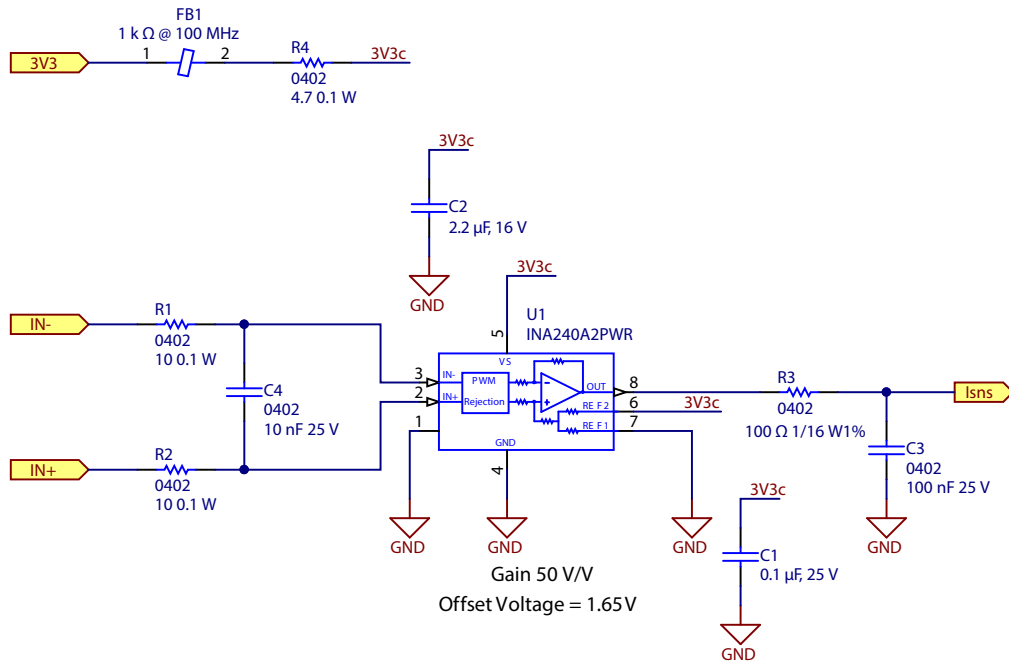 FB1
1 k Ω @ 100 MHz
3V3
1
2
R4
0402
4.7 0.1 W
3V3c
3V3c
C2
2.2 µF, 16 V
GND
3V3c
U1
INA240A2PWR
5
VS
IN-
R1
0402
10 0.1 W
C4
0402
10 nF 25 V
IN+
R2
0402
10 0.1 W
3
IN-
2
IN+
1
PWM
Rejection
GND
4
OUT
8
REF2
6
3V3c
REF1
7
R3
0402
100 Ω 1/16 W1%
Isns
C3
0402
100 nF 25 V
GND
GND
GND
GND
Gain 50 V/V
Offset Voltage = 1.65V
3V3c
C1
0.1 µF, 25 V
GND